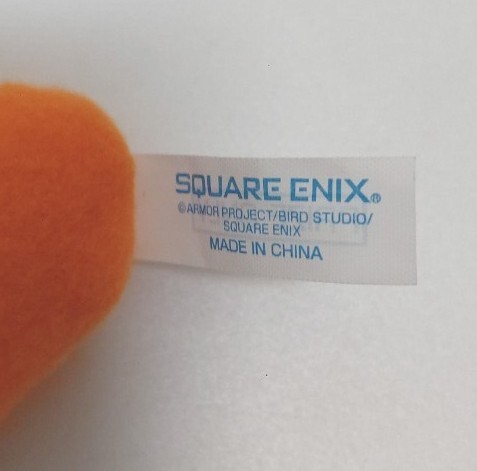 SQUARE ENIX®
©ARMOR PROJECT/BIRD STUDIO/
SQUARE ENIX
MADE IN CHINA